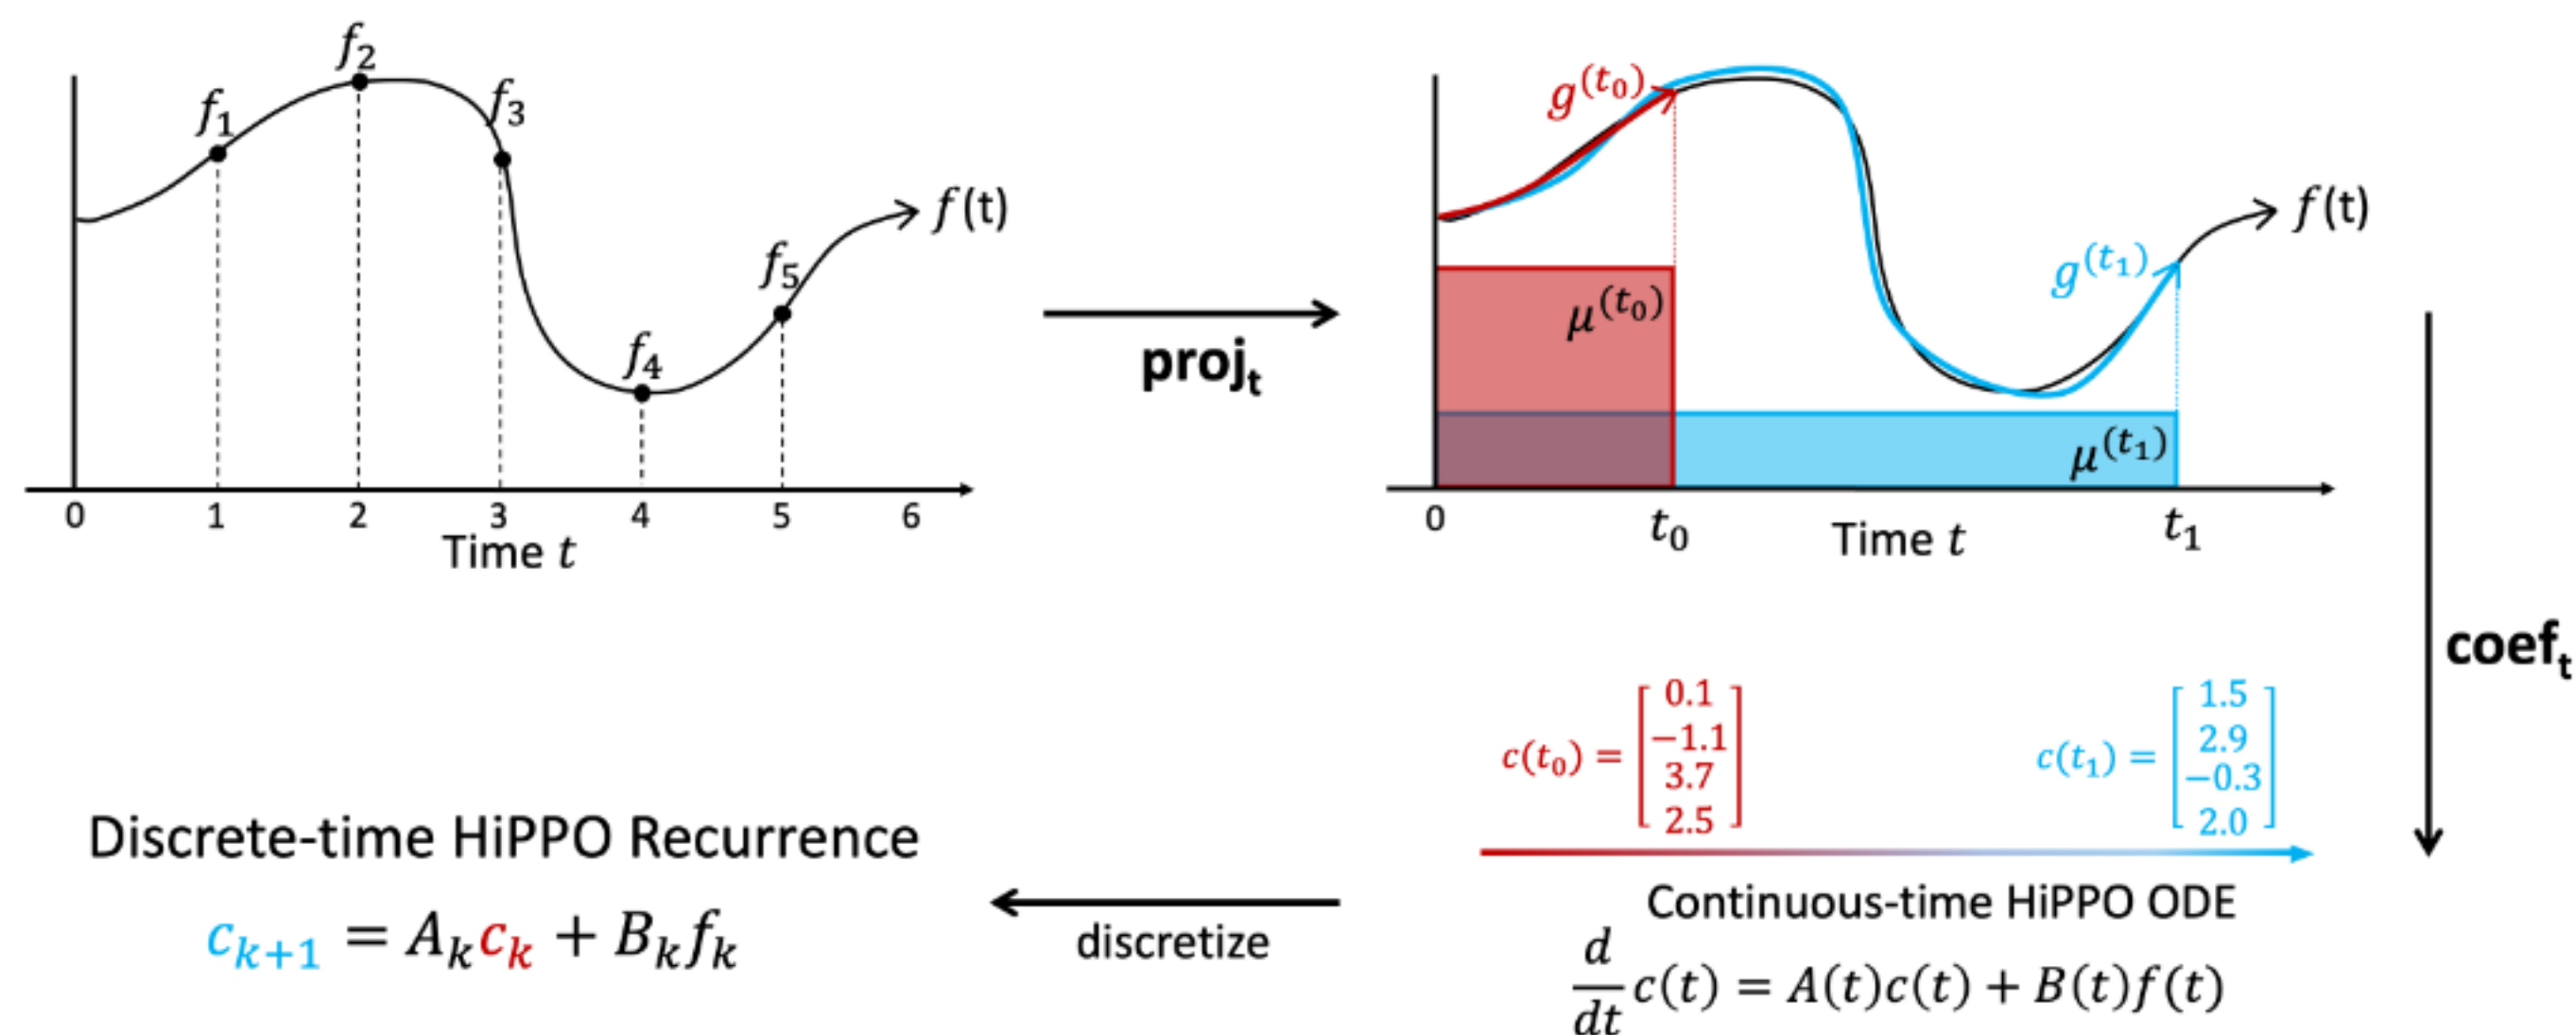 f₁
f₂
f₃
f₄
f₅
f(t)
0 1 2 3 4 5 6
Time t
proj_t
g^(t₀)
g^(t₁)
f(t)
μ^(t₀)
μ^(t₁)
0 t₀ Time t t₁
coef_t
c(t₀) = [0.1 −1.1 3.7 2.5]
c(t₁) = [1.5 2.9 −0.3 2.0]
Continuous-time HiPPO ODE
d/dt c(t) = A(t)c(t) + B(t)f(t)
discretize
Discrete-time HiPPO Recurrence
c_{k+1} = A_k c_k + B_k f_k